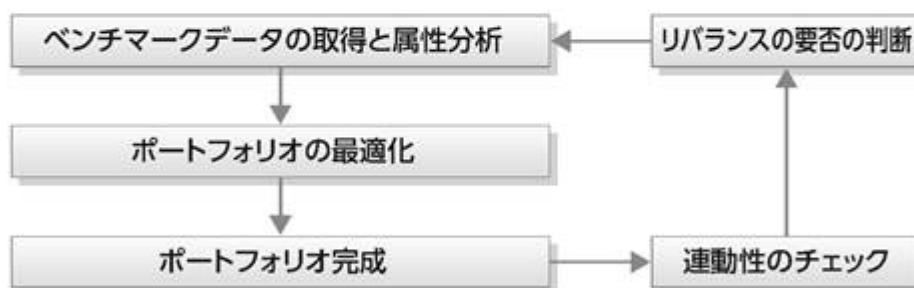 ベンチマークデータの取得と属性分析
リバランスの要否の判断
ポートフォリオの最適化
ポートフォリオ完成
連動性のチェック